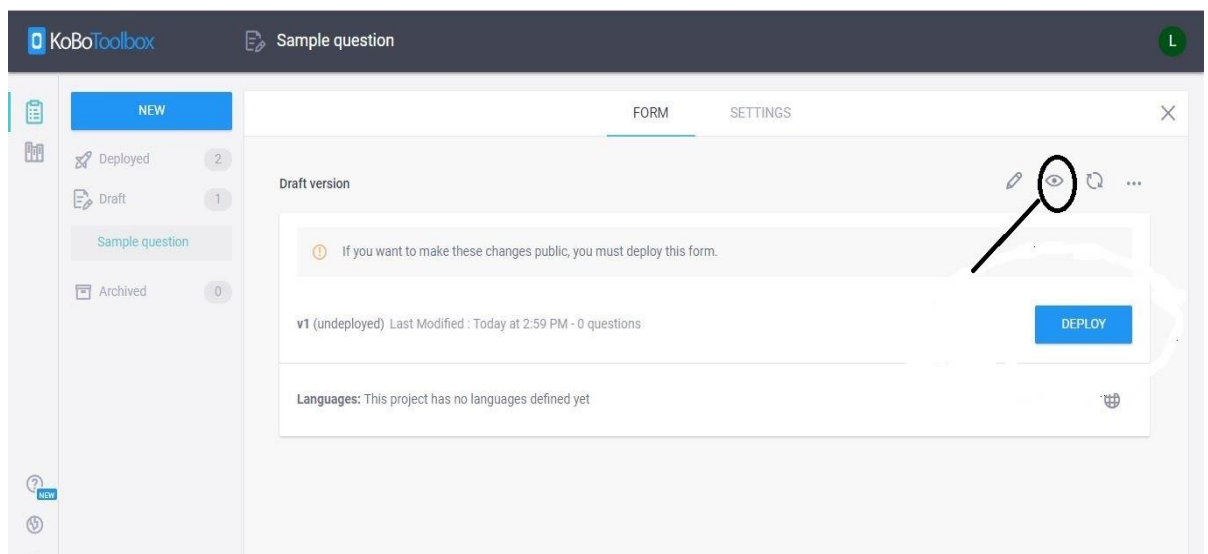 KoBoToolbox
Sample question
L
NEW
Deployed 2
Draft 1
Sample question
Archived 0
NEW
FORM SETTINGS
Draft version
If you want to make these changes public, you must deploy this form.
v1 (undeployed) Last Modified : Today at 2:59 PM - 0 questions
DEPLOY
Languages: This project has no languages defined yet